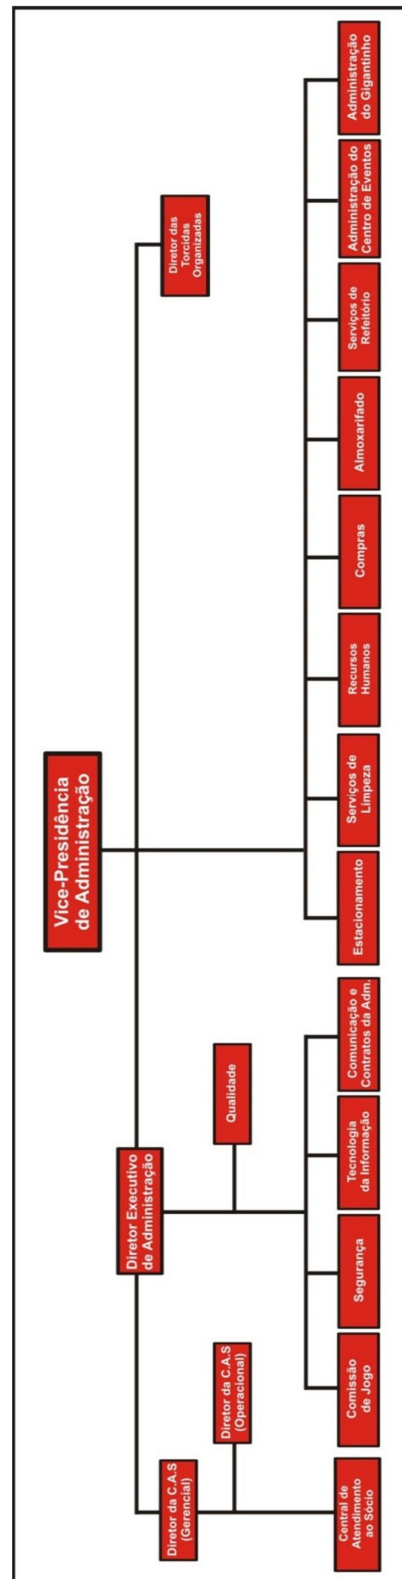 Vice-Presidência
de Administração
Diretor Executivo
de Administração
Diretor da C.A.S
(Gerencial)
Diretor das
Torcidas
Organizadas
Diretor da C.A.S
(Operacional)
Qualidade
Central de
Atendimento
ao Sócio
Comissão
de Jogo
Segurança
Tecnologia
da Informação
Comunicação e
Contratos da Adm.
Estacionamento
Serviços de
Limpeza
Recursos
Humanos
Compras
Almoxarifado
Serviços de
Refeitório
Administração do
Centro de Eventos
Administração
do Gigantinho